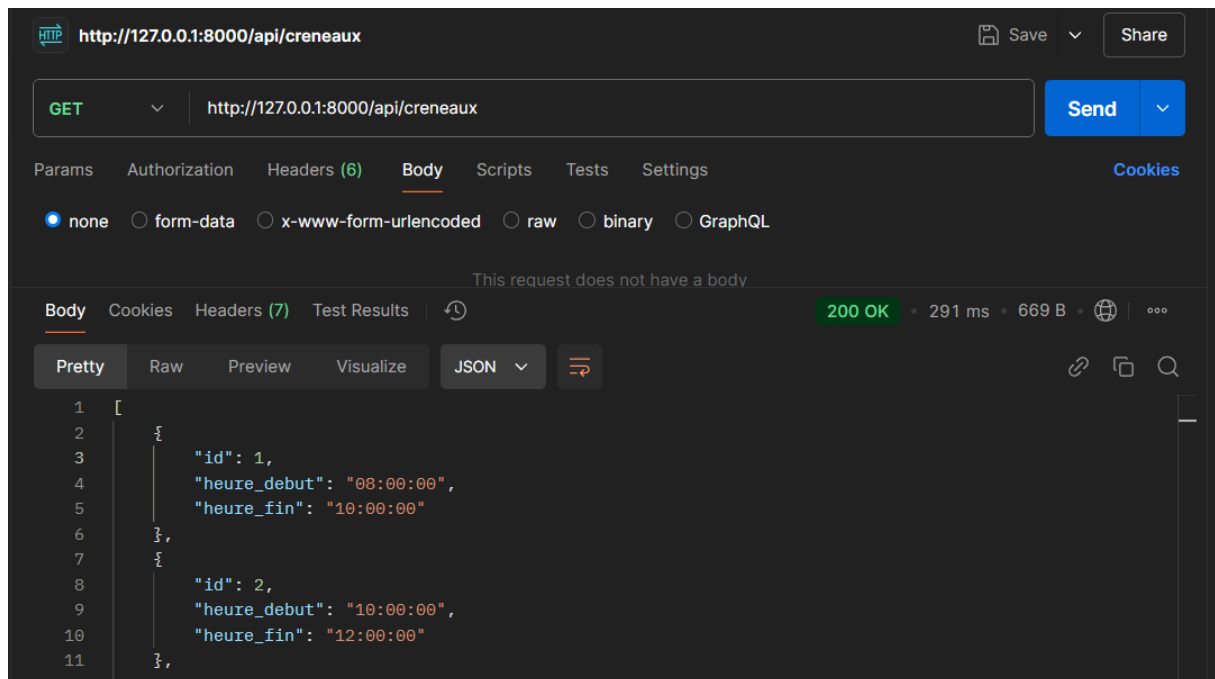 HTTP http://127.0.0.1:8000/api/creneaux Save Share
GET http://127.0.0.1:8000/api/creneaux Send
Params Authorization Headers (6) Body Scripts Tests Settings Cookies
none form-data x-www-form-urlencoded raw binary GraphQL
This request does not have a body
Body Cookies Headers (7) Test Results 200 OK • 291 ms • 669 B •
Pretty Raw Preview Visualize JSON
1 [
2 {
3 "id": 1,
4 "heure_debut": "08:00:00",
5 "heure_fin": "10:00:00"
6 },
7 {
8 "id": 2,
9 "heure_debut": "10:00:00",
10 "heure_fin": "12:00:00"
11 },